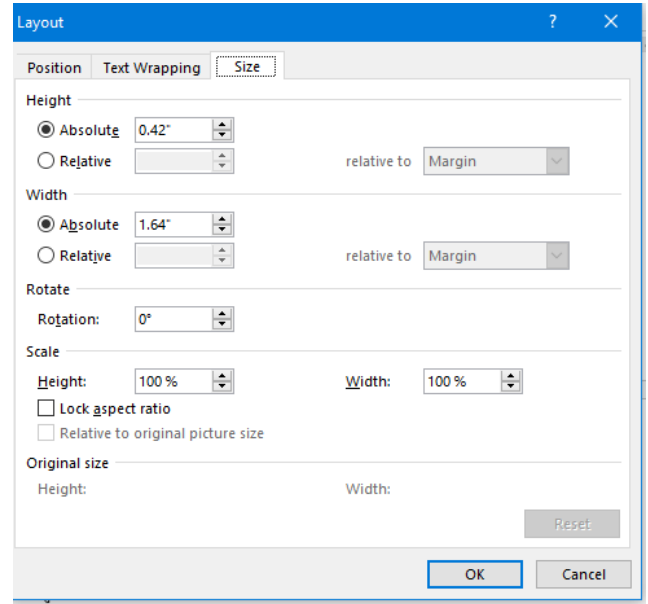 Layout ? ×
Position Text Wrapping Size
Height
Absolute 0.42"
Relative relative to Margin
Width
Absolute 1.64"
Relative relative to Margin
Rotate
Rotation: 0°
Scale
Height: 100 % Width: 100 %
Lock aspect ratio
Relative to original picture size
Original size
Height: Width:
Reset
OK Cancel